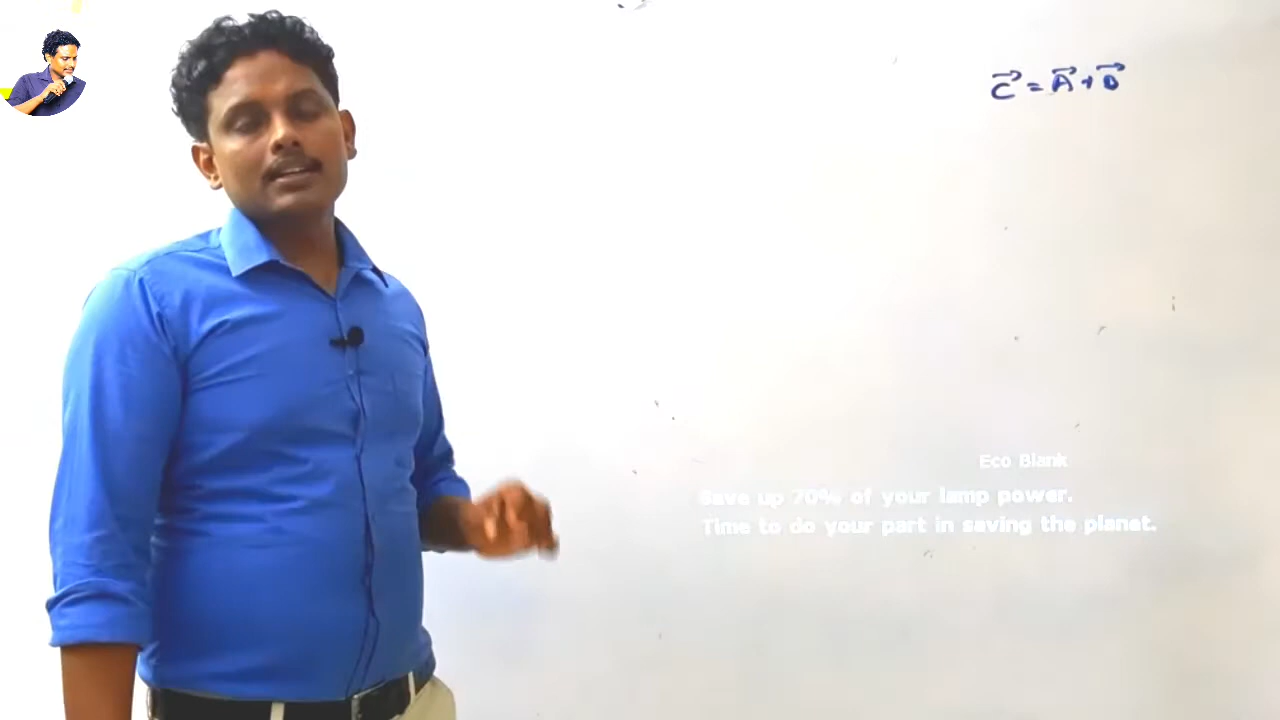 C⃗ = A⃗ + B⃗
Eco Blank
Save up 70% of your lamp power.
Time to do your part in saving the planet.